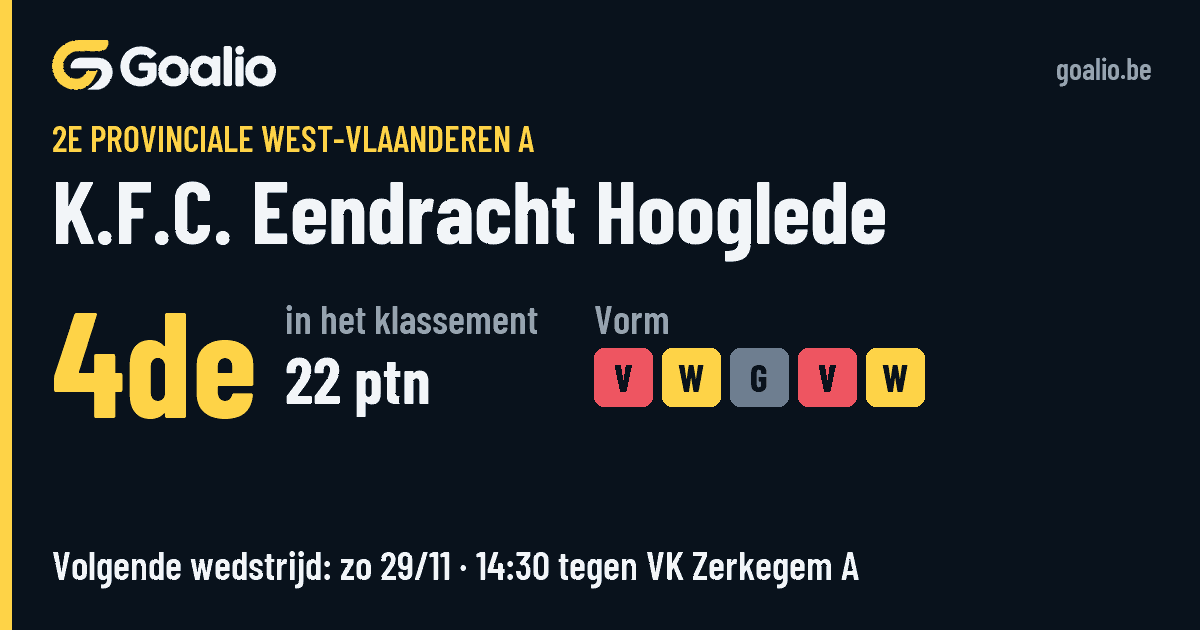 Goalio
goalio.be
2E PROVINCIALE WEST-VLAANDEREN A
K.F.C. Eendracht Hooglede
4de
in het klassement
22 ptn
Vorm
V W G V W
Volgende wedstrijd: zo 29/11 · 14:30 tegen VK Zerkegem A